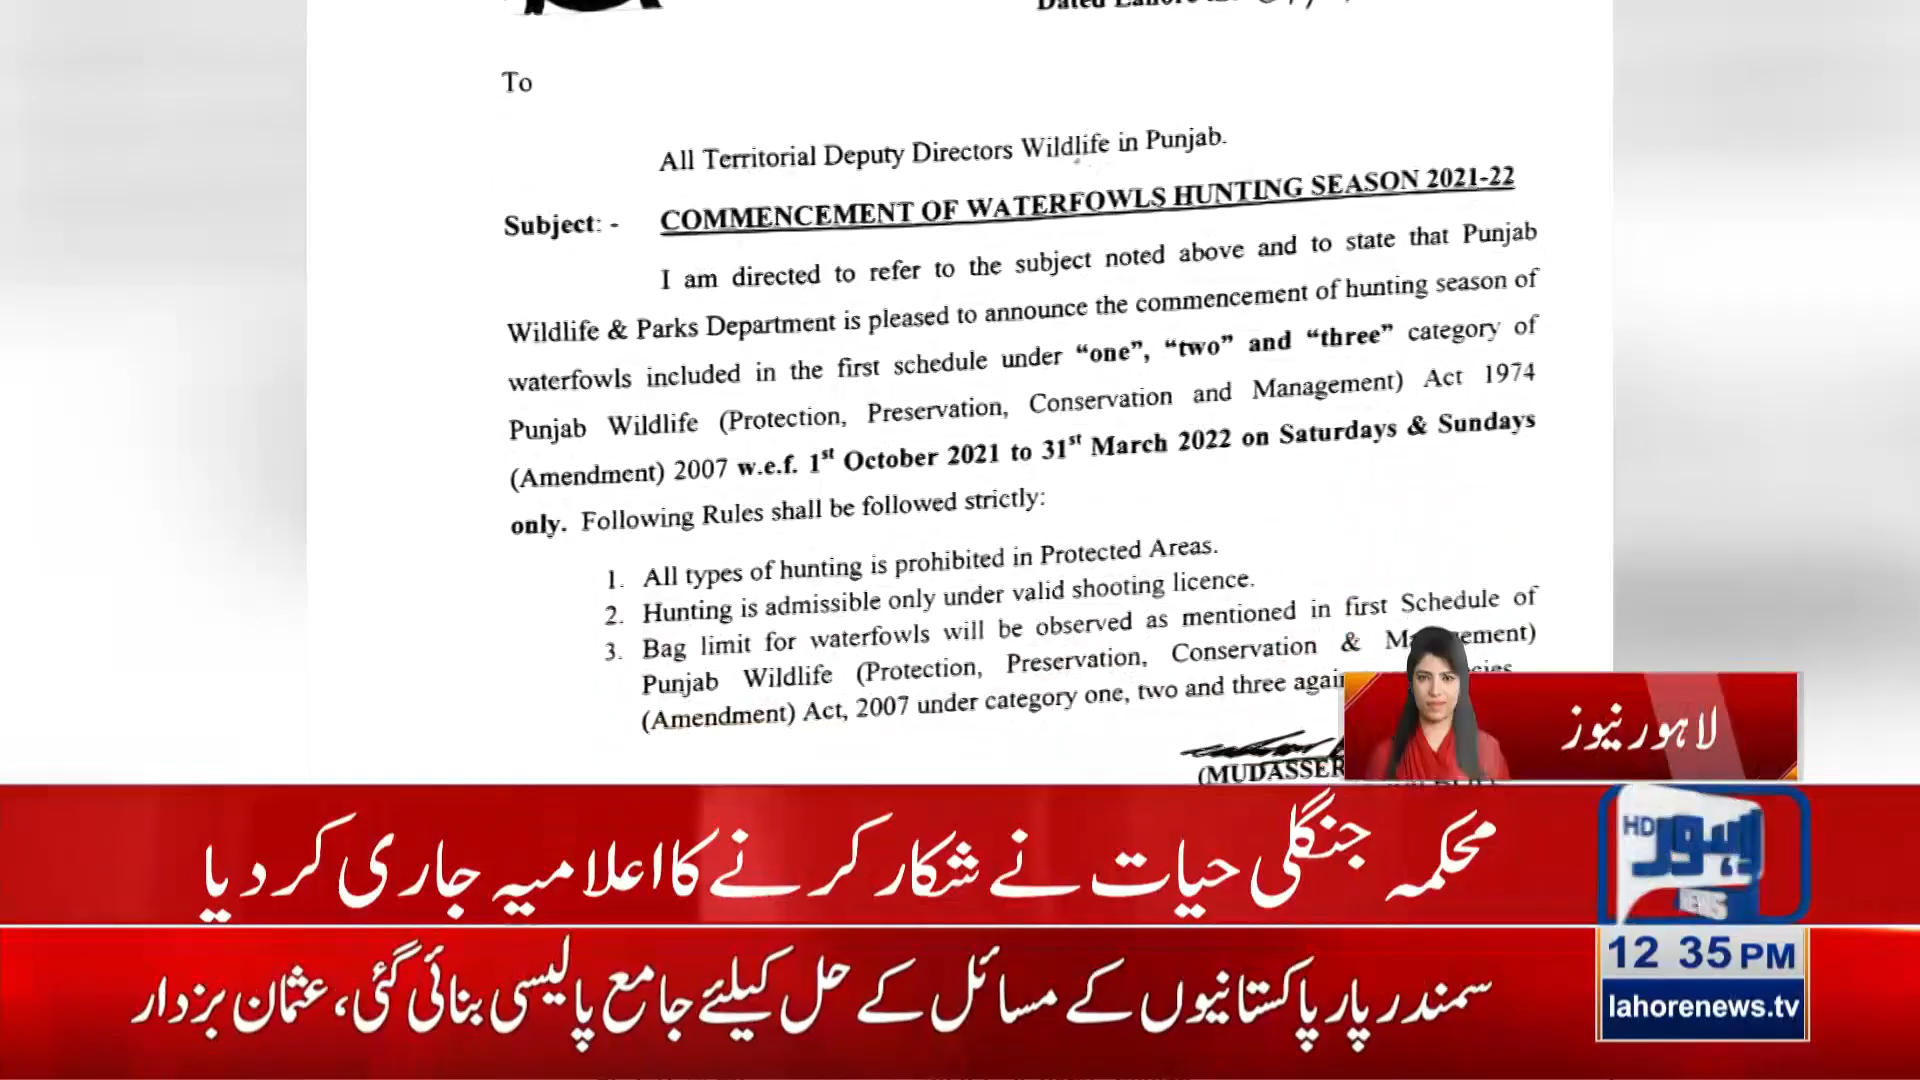 Dated Lahore
To
All Territorial Deputy Directors Wildlife in Punjab.
Subject: - COMMENCEMENT OF WATERFOWLS HUNTING SEASON 2021-22
I am directed to refer to the subject noted above and to state that Punjab
Wildlife & Parks Department is pleased to announce the commencement of hunting season of
waterfowls included in the first schedule under “one”, “two” and “three” category of
Punjab Wildlife (Protection, Preservation, Conservation and Management) Act 1974
(Amendment) 2007 w.e.f. 1st October 2021 to 31st March 2022 on Saturdays & Sundays
only. Following Rules shall be followed strictly:
1. All types of hunting is prohibited in Protected Areas.
2. Hunting is admissible only under valid shooting licence.
3. Bag limit for waterfowls will be observed as mentioned in first Schedule of
Punjab Wildlife (Protection, Preservation, Conservation &
(Amendment) Act, 2007 under category one, two and three
(MUDASSER
لاہور نیوز
محکمہ جنگلی حیات نے شکار کرنے کا اعلامیہ جاری کر دیا
HD لاہور NEWS
سمندر پار پاکستانیوں کے مسائل کے حل کیلئے جامع پالیسی بنائی گئی، عثمان بزدار
12 35 PM
lahorenews.tv